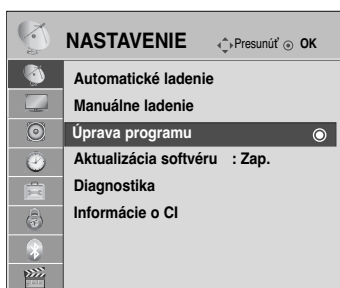 NASTAVENIE Presunúť OK
Automatické ladenie
Manuálne ladenie
Úprava programu
Aktualizácia softvéru : Zap.
Diagnostika
Informácie o CI